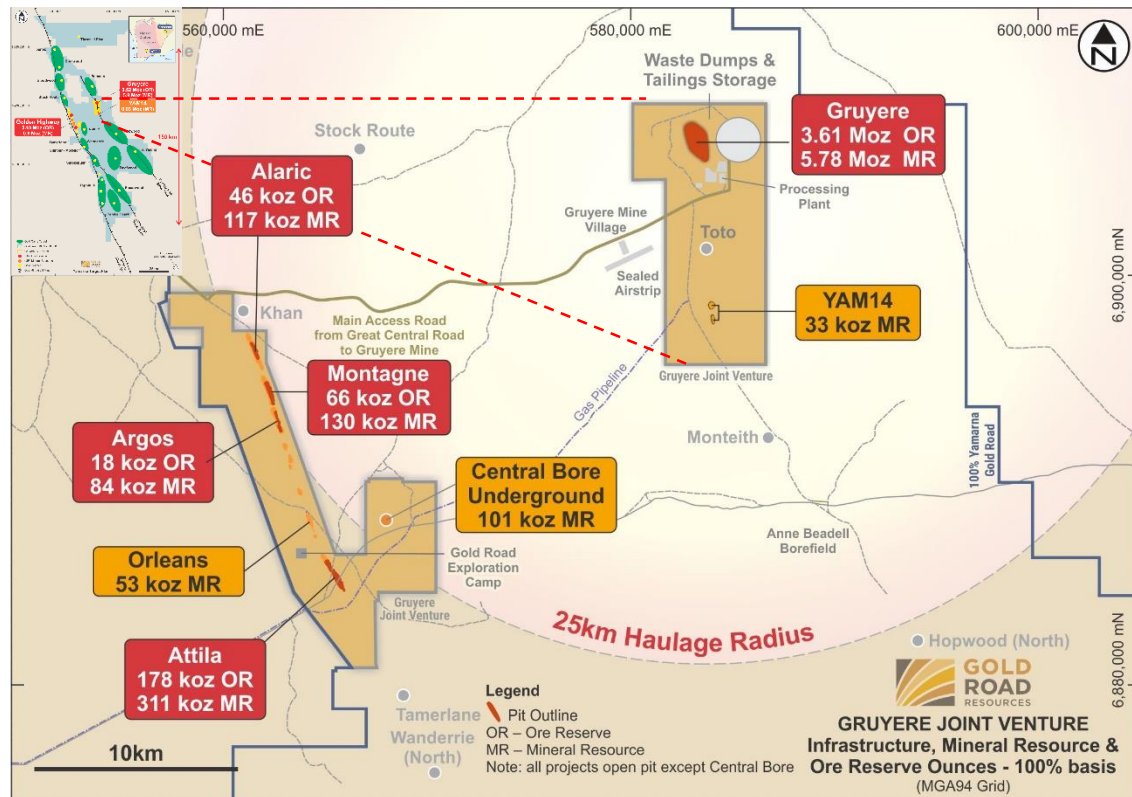 560,000 mE
580,000 mE
600,000 mE
Waste Dumps &
Tailings Storage
Gruyere
3.61 Moz OR
5.78 Moz MR
Stock Route
Alaric
46 koz OR
117 koz MR
Processing
Plant
Gruyere Mine
Village
Toto
Sealed
Airstrip
6,900,000 mN
YAM14
33 koz MR
Khan
Main Access Road
from Great Central Road
to Gruyere Mine
Gruyere Joint Venture
Montagne
66 koz OR
130 koz MR
Gas Pipeline
Argos
18 koz OR
84 koz MR
Monteith
100% Yamarna
Gold Road
Central Bore
Underground
101 koz MR
Anne Beadell
Borefield
Orleans
53 koz MR
Gold Road
Exploration
Camp
Gruyere
Joint Venture
25km Haulage Radius
Hopwood (North)
Attila
178 koz OR
311 koz MR
GOLD
ROAD
RESOURCES
6,880,000 mN
Tamerlane
Wanderrie
(North)
Legend
Pit Outline
OR – Ore Reserve
MR – Mineral Resource
Note: all projects open pit except Central Bore
10km
GRUYERE JOINT VENTURE
Infrastructure, Mineral Resource &
Ore Reserve Ounces - 100% basis
(MGA94 Grid)
Gruyere
Golden Highway
150 km